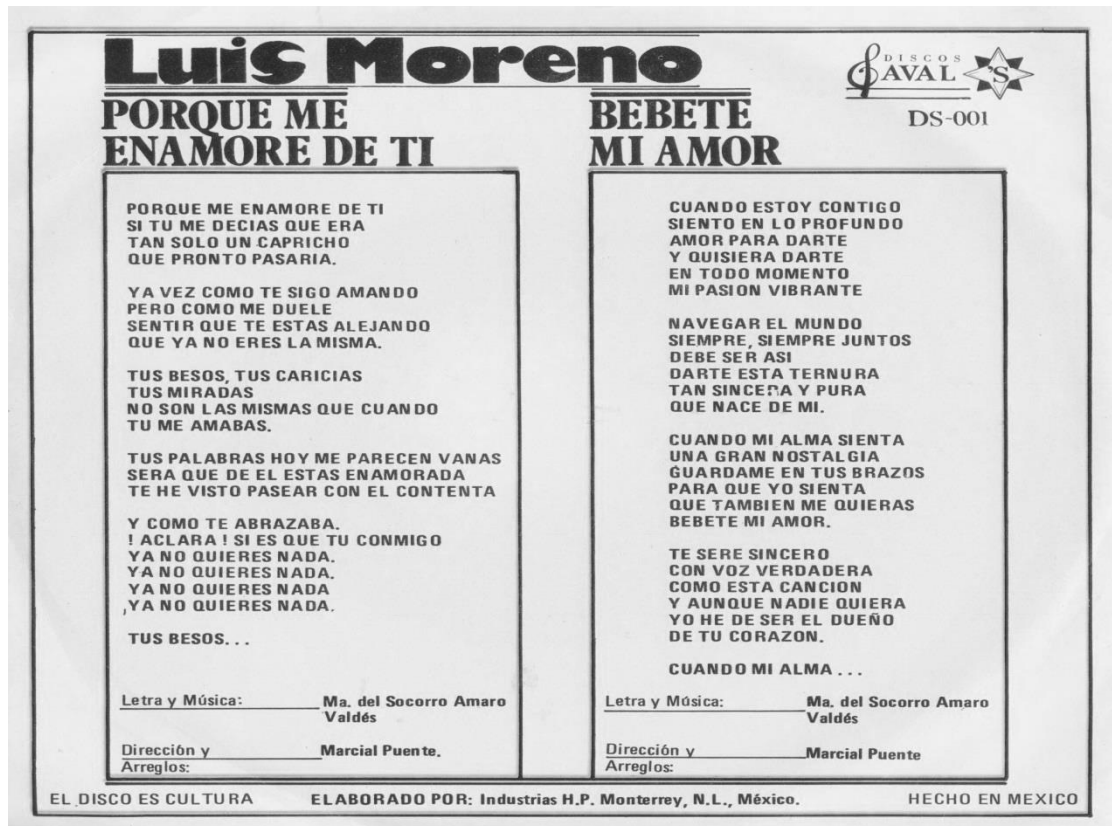 Luis Moreno
DISCOS
AVAL 'S
DS-001
PORQUE ME
ENAMORE DE TI
PORQUE ME ENAMORE DE TI
SI TU ME DECIAS QUE ERA
TAN SOLO UN CAPRICHO
QUE PRONTO PASARIA.
YA VEZ COMO TE SIGO AMANDO
PERO COMO ME DUELE
SENTIR QUE TE ESTAS ALEJANDO
QUE YA NO ERES LA MISMA.
TUS BESOS, TUS CARICIAS
TUS MIRADAS
NO SON LAS MISMAS QUE CUANDO
TU ME AMABAS.
TUS PALABRAS HOY ME PARECEN VANAS
SERA QUE DE EL ESTAS ENAMORADA
TE HE VISTO PASEAR CON EL CONTENTA
Y COMO TE ABRAZABA.
! ACLARA ! SI ES QUE TU CONMIGO
YA NO QUIERES NADA.
YA NO QUIERES NADA.
YA NO QUIERES NADA
YA NO QUIERES NADA.
TUS BESOS...
Letra y Música: Ma. del Socorro Amaro
Valdés
Dirección y Marcial Puente.
Arreglos:
BEBETE
MI AMOR
CUANDO ESTOY CONTIGO
SIENTO EN LO PROFUNDO
AMOR PARA DARTE
Y QUISIERA DARTE
EN TODO MOMENTO
MI PASION VIBRANTE
NAVEGAR EL MUNDO
SIEMPRE, SIEMPRE JUNTOS
DEBE SER ASI
DARTE ESTA TERNURA
TAN SINCERA Y PURA
QUE NACE DE MI.
CUANDO MI ALMA SIENTA
UNA GRAN NOSTALGIA
GUARDAME EN TUS BRAZOS
PARA QUE YO SIENTA
QUE TAMBIEN ME QUIERAS
BEBETE MI AMOR.
TE SERE SINCERO
CON VOZ VERDADERA
COMO ESTA CANCION
Y AUNQUE NADIE QUIERA
YO HE DE SER EL DUEÑO
DE TU CORAZON.
CUANDO MI ALMA ...
Letra y Música: Ma. del Socorro Amaro
Valdés
Dirección y Marcial Puente
Arreglos:
EL DISCO ES CULTURA ELABORADO POR: Industrias H.P. Monterrey, N.L., México. HECHO EN MEXICO